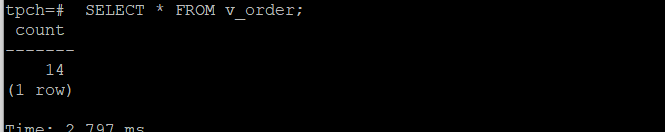 tpch=#  SELECT * FROM v_order;
 count
-------
    14
(1 row)

Time: 2.797 ms